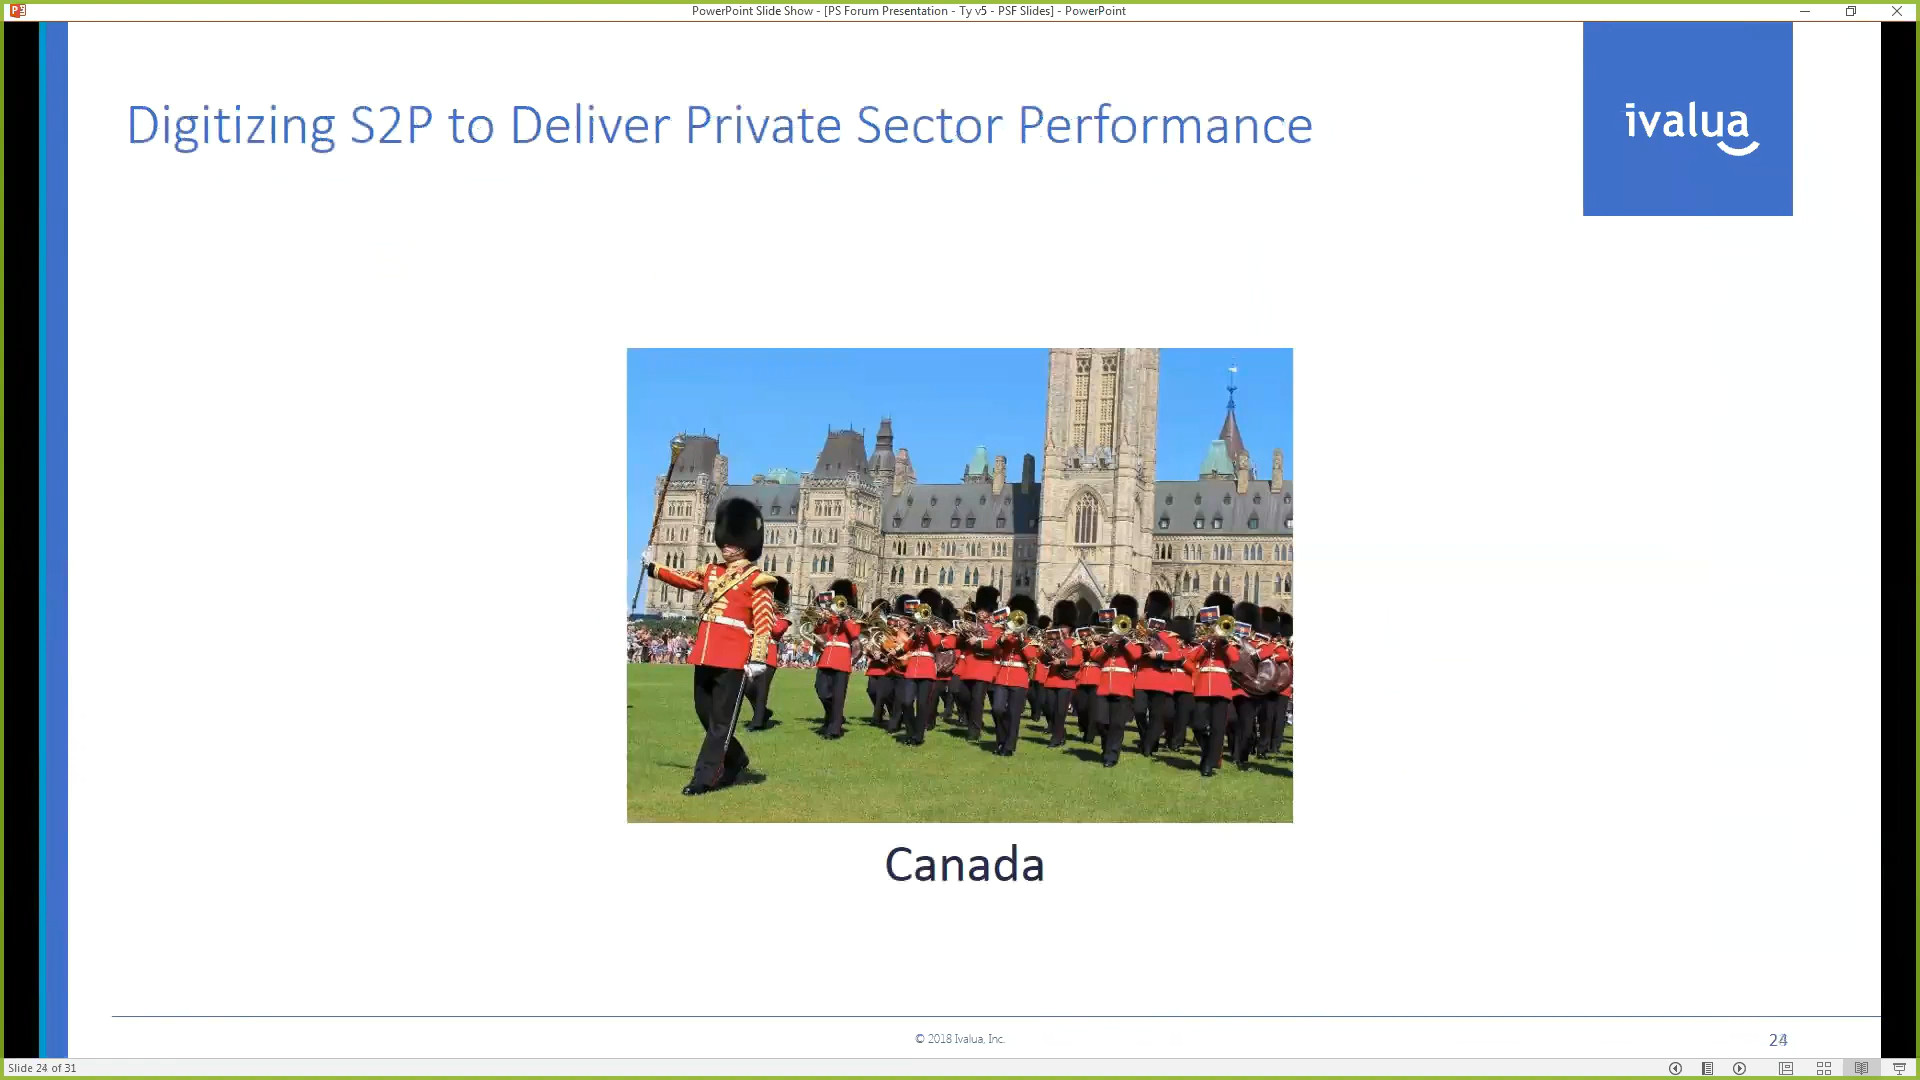 PowerPoint Slide Show - [PS Forum Presentation - Ty v5 - PSF Slides] - PowerPoint
Digitizing S2P to Deliver Private Sector Performance
ivalua
Canada
© 2018 Ivalua, Inc.
24
Slide 24 of 31